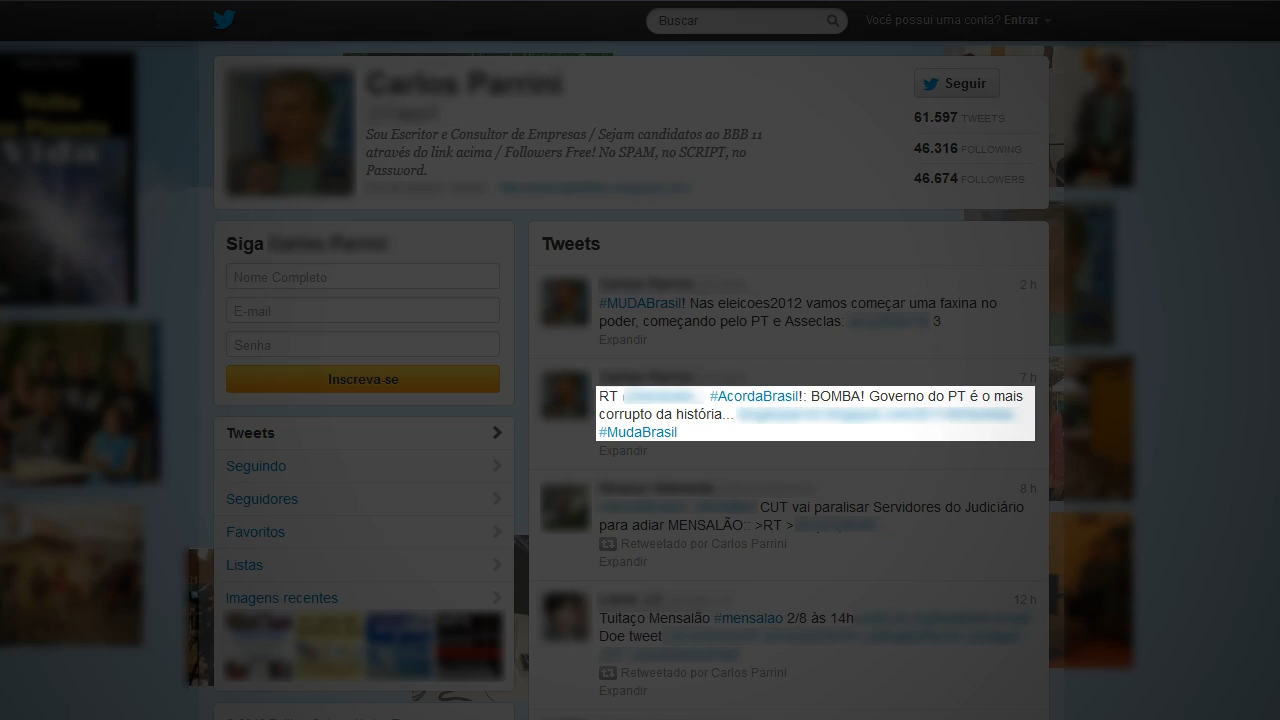 Buscar
Você possui uma conta? Entrar
Carlos Parrini
Sou Escritor e Consultor de Empresas / Sejam candidatos ao BBB 11
através do link acima / Followers Free! No SPAM, no SCRIPT, no
Password.
Seguir
61.597 TWEETS
46.316 FOLLOWING
46.674 FOLLOWERS
Siga Carlos Parrini
Nome Completo
E-mail
Senha
Inscreva-se
Tweets
Seguindo
Seguidores
Favoritos
Listas
Imagens recentes
Tweets
2 h
#MUDABrasil! Nas eleicoes2012 vamos começar uma faxina no
poder, começando pelo PT e Asseclas: 3
Expandir
7 h
RT #AcordaBrasil!: BOMBA! Governo do PT é o mais
corrupto da história...
#MudaBrasil
Expandir
8 h
CUT vai paralisar Servidores do Judiciário
para adiar MENSALÃO:: >RT >
Retweetado por Carlos Parrini
Expandir
12 h
Tuitaço Mensalão #mensalao 2/8 às 14h
Doe tweet
Retweetado por Carlos Parrini
Expandir